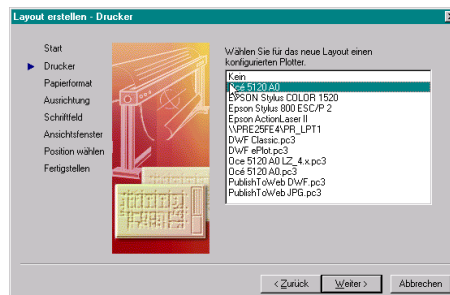 Layout erstellen - Drucker
Start
Drucker
Papierformat
Ausrichtung
Schriftfeld
Ansichtsfenster
Position wählen
Fertigstellen
Wählen Sie für das neue Layout einen
konfigurierten Plotter.
Kein
Océ 5120 A0
EPSON Stylus COLOR 1520
Epson Stylus 800 ESC/P 2
Epson ActionLaser II
\\PRE25FE4\PR_LPT1
DWF Classic.pc3
DWF ePlot.pc3
Oce 5120 A0 LZ_4.x.pc3
Océ 5120 A0.pc3
PublishToWeb DWF.pc3
PublishToWeb JPG.pc3
< Zurück
Weiter >
Abbrechen